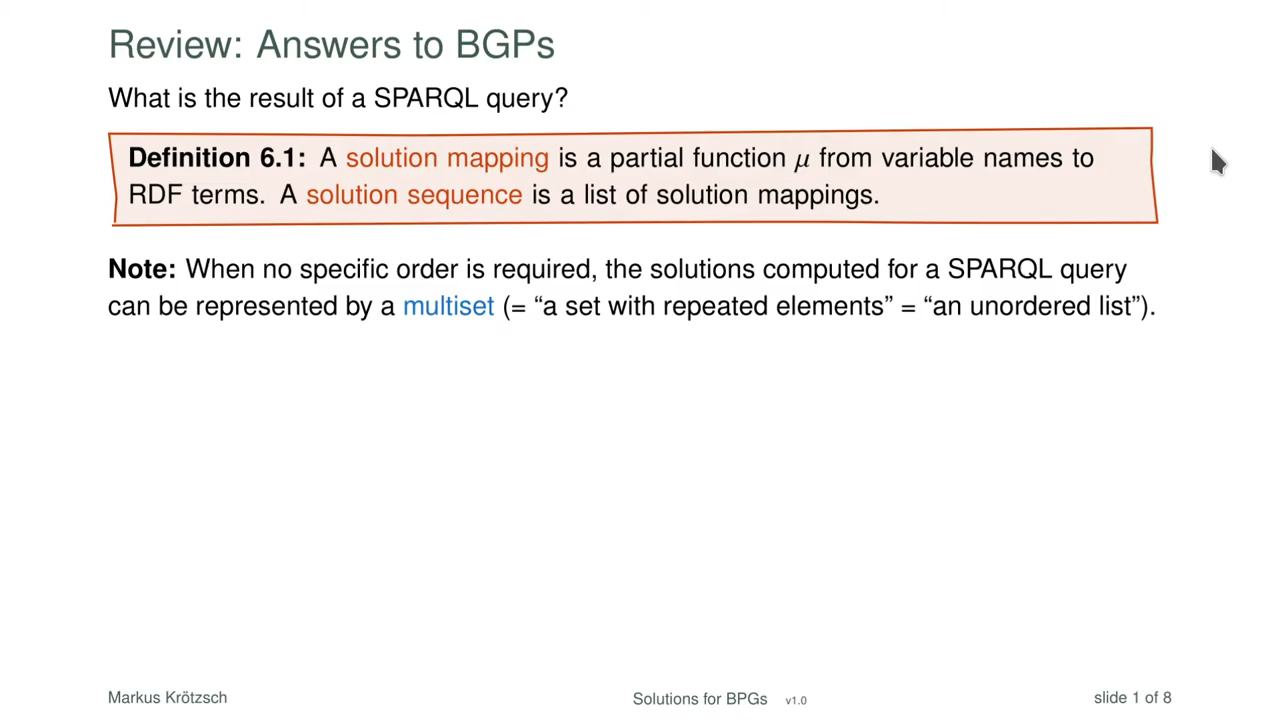 Review: Answers to BGPs
What is the result of a SPARQL query?
Definition 6.1: A solution mapping is a partial function μ from variable names to
RDF terms. A solution sequence is a list of solution mappings.
Note: When no specific order is required, the solutions computed for a SPARQL query
can be represented by a multiset (= “a set with repeated elements” = “an unordered list”).
Markus Krötzsch
Solutions for BPGs v1.0
slide 1 of 8